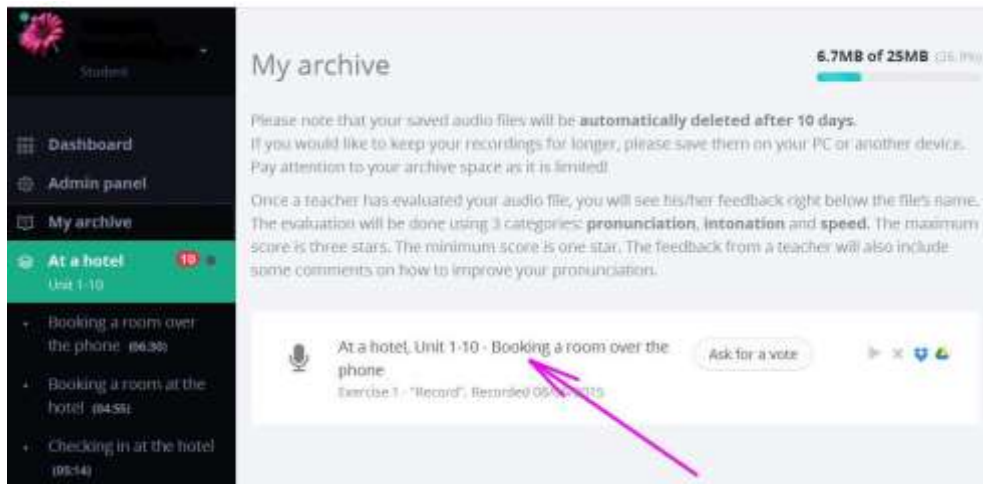 Student
Dashboard
Admin panel
My archive
At a hotel 10
Unit 1-10
Booking a room over
the phone (06:30)
Booking a room at the
hotel (04:55)
Checking in at the hotel
(05:14)
My archive
6.7MB of 25MB
Please note that your saved audio files will be automatically deleted after 10 days.
If you would like to keep your recordings for longer, please save them on your PC or another device.
Pay attention to your archive space as it is limited!
Once a teacher has evaluated your audio file, you will see his/her feedback right below the file's name.
The evaluation will be done using 3 categories: pronunciation, intonation and speed. The maximum
score is three stars. The minimum score is one star. The feedback from a teacher will also include
some comments on how to improve your pronunciation.
At a hotel, Unit 1-10 - Booking a room over the
phone
Exercise 1 - "Record", Recorded
Ask for a vote